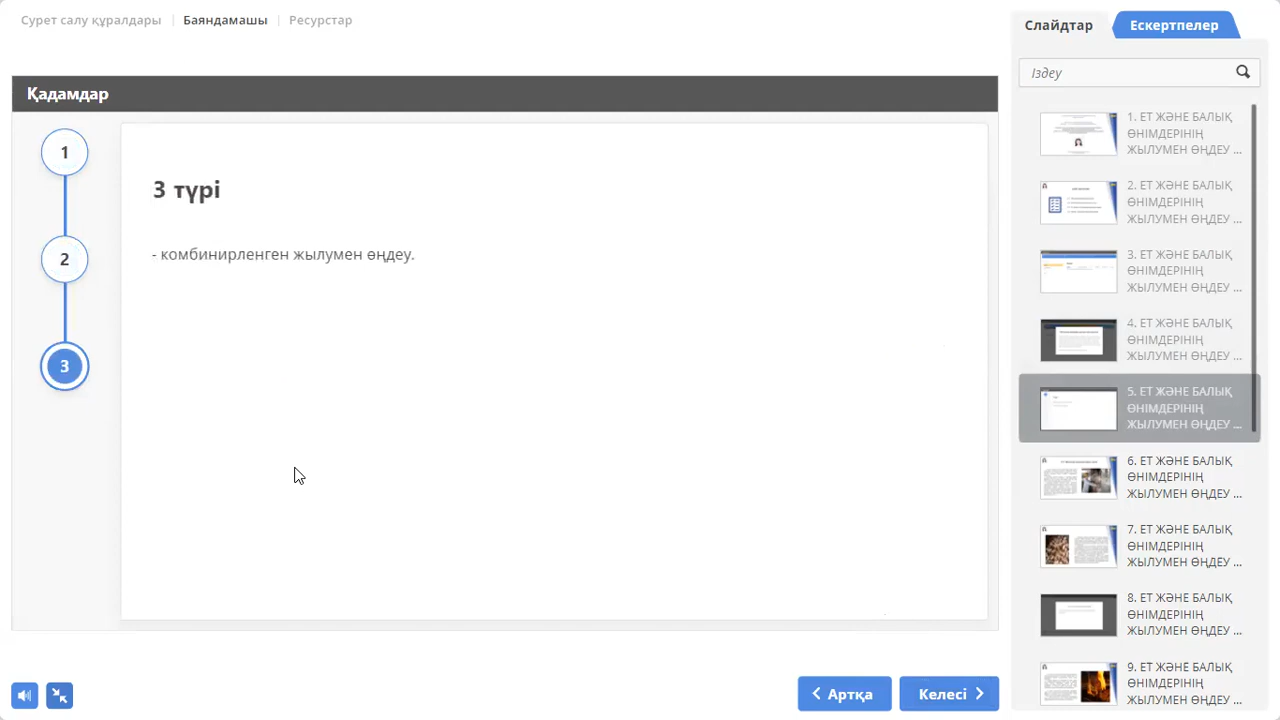 Сурет салу құралдары
Баяндамашы
Ресурстар
Слайдтар
Ескертпелер
Іздеу
Қадамдар
1
2
3
3 түрі
- комбинирленген жылумен өңдеу.
1. ЕТ ЖӘНЕ БАЛЫҚ
ӨНІМДЕРІНІҢ
ЖЫЛУМЕН ӨҢДЕУ ...
2. ЕТ ЖӘНЕ БАЛЫҚ
ӨНІМДЕРІНІҢ
ЖЫЛУМЕН ӨҢДЕУ ...
3. ЕТ ЖӘНЕ БАЛЫҚ
ӨНІМДЕРІНІҢ
ЖЫЛУМЕН ӨҢДЕУ ...
4. ЕТ ЖӘНЕ БАЛЫҚ
ӨНІМДЕРІНІҢ
ЖЫЛУМЕН ӨҢДЕУ ...
5. ЕТ ЖӘНЕ БАЛЫҚ
ӨНІМДЕРІНІҢ
ЖЫЛУМЕН ӨҢДЕУ ...
6. ЕТ ЖӘНЕ БАЛЫҚ
ӨНІМДЕРІНІҢ
ЖЫЛУМЕН ӨҢДЕУ ...
7. ЕТ ЖӘНЕ БАЛЫҚ
ӨНІМДЕРІНІҢ
ЖЫЛУМЕН ӨҢДЕУ ...
8. ЕТ ЖӘНЕ БАЛЫҚ
ӨНІМДЕРІНІҢ
ЖЫЛУМЕН ӨҢДЕУ ...
9. ЕТ ЖӘНЕ БАЛЫҚ
ӨНІМДЕРІНІҢ
ЖЫЛУМЕН ӨҢДЕУ ...
Артқа
Келесі